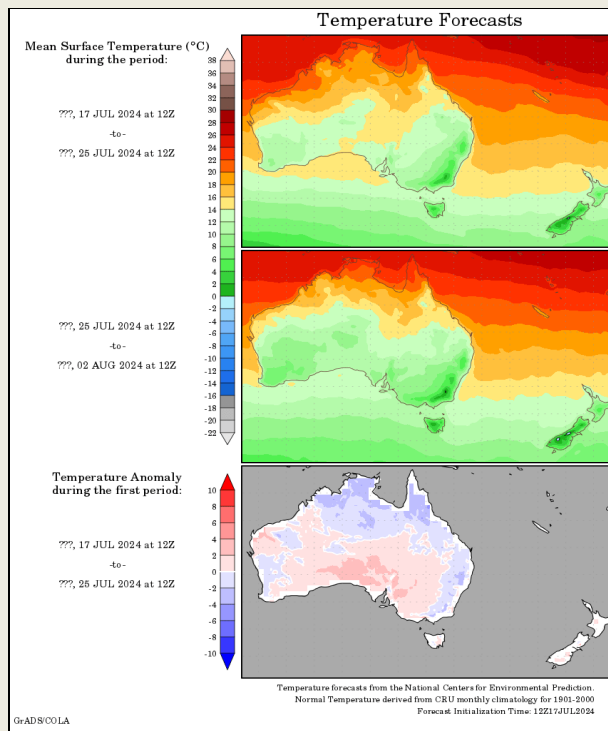 Temperature Forecasts
Mean Surface Temperature (°C)
during the period:
???, 17 JUL 2024 at 12Z
-to-
???, 25 JUL 2024 at 12Z
38
36
34
32
30
28
26
24
22
20
18
16
14
12
10
8
6
4
2
0
-2
-4
-6
-8
-10
-12
-14
-16
-18
-20
-22
???, 25 JUL 2024 at 12Z
-to-
???, 02 AUG 2024 at 12Z
Temperature Anomaly
during the first period:
???, 17 JUL 2024 at 12Z
-to-
???, 25 JUL 2024 at 12Z
10
8
6
4
2
0
-2
-4
-6
-8
-10
Temperature forecasts from the National Centers for Environmental Prediction.
Normal Temperature derived from CRU monthly climatology for 1901-2000
Forecast Initialization Time: 12Z17JUL2024
GrADS/COLA